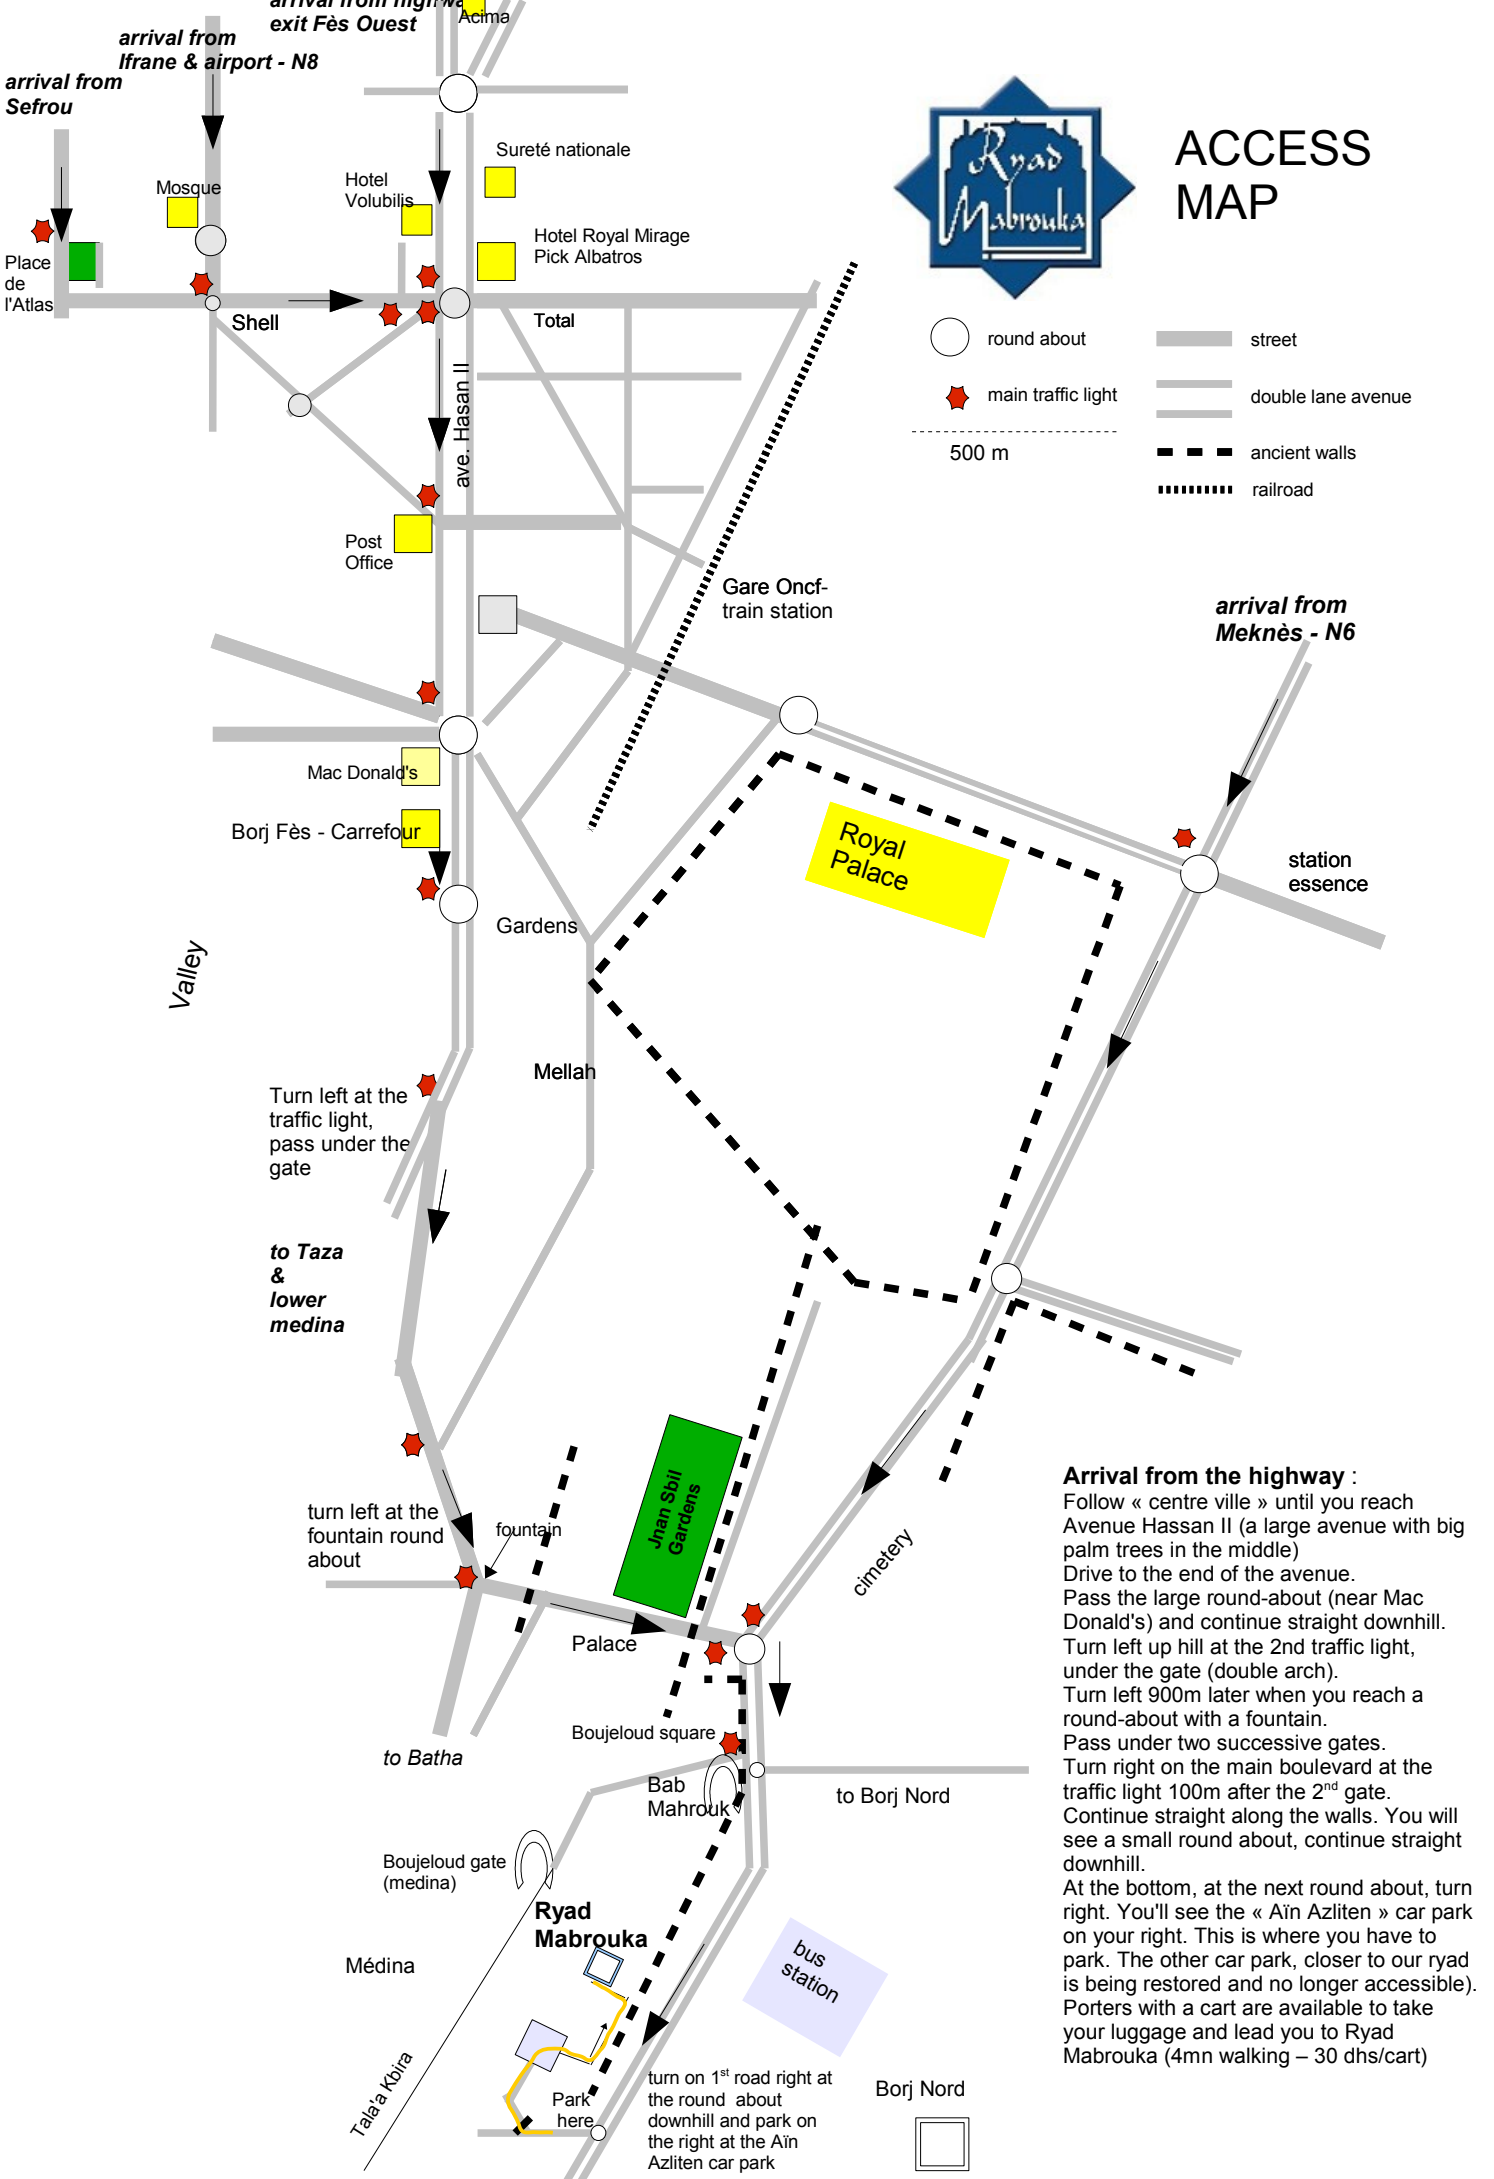 arrival from highwa
exit Fès Ouest
Acima
arrival from
Ifrane & airport - N8
arrival from
Sefrou
Ryad
Mabrouka
ACCESS
MAP
Sureté nationale
Mosque
Hotel
Volubilis
Hotel Royal Mirage
Pick Albatros
Place
de
l'Atlas
Shell
Total
round about
street
main traffic light
double lane avenue
500 m
ancient walls
railroad
ave. Hasan II
Post
Office
Gare Oncf-
train station
arrival from
Meknès - N6
Mac Donald's
Borj Fès - Carrefour
Royal
Palace
station
essence
Gardens
Valley
Mellah
Turn left at the
traffic light,
pass under the
gate
to Taza
&
lower
medina
Jnan Sbil
Gardens
turn left at the
fountain round
about
fountain
cimetery
Palace
Boujeloud square
to Batha
Bab
Mahrouk
to Borj Nord
Boujeloud gate
(medina)
Ryad
Mabrouka
Médina
bus
station
Tala'a Kbira
Park
here
turn on 1st road right at
the round about
downhill and park on
the right at the Aïn
Azliten car park
Borj Nord
Arrival from the highway :
Follow « centre ville » until you reach
Avenue Hassan II (a large avenue with big
palm trees in the middle)
Drive to the end of the avenue.
Pass the large round-about (near Mac
Donald's) and continue straight downhill.
Turn left up hill at the 2nd traffic light,
under the gate (double arch).
Turn left 900m later when you reach a
round-about with a fountain.
Pass under two successive gates.
Turn right on the main boulevard at the
traffic light 100m after the 2nd gate.
Continue straight along the walls. You will
see a small round about, continue straight
downhill.
At the bottom, at the next round about, turn
right. You'll see the « Aïn Azliten » car park
on your right. This is where you have to
park. The other car park, closer to our ryad
is being restored and no longer accessible).
Porters with a cart are available to take
your luggage and lead you to Ryad
Mabrouka (4mn walking – 30 dhs/cart)